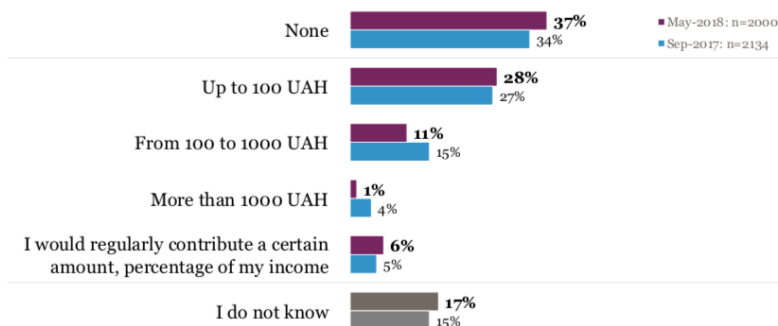 None
37%
34%
May-2018: n=2000
Sep-2017: n=2134
Up to 100 UAH
28%
27%
From 100 to 1000 UAH
11%
15%
More than 1000 UAH
1%
4%
I would regularly contribute a certain
amount, percentage of my income
6%
5%
I do not know
17%
15%